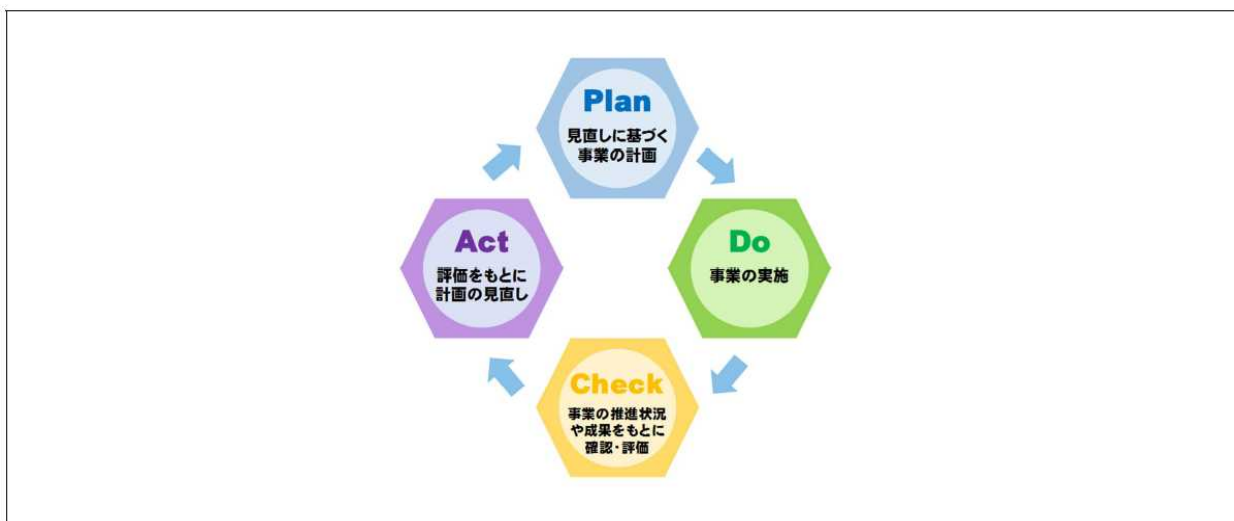 Plan
見直しに基づく
事業の計画
Do
事業の実施
Check
事業の推進状況
や成果をもとに
確認・評価
Act
評価をもとに
計画の見直し